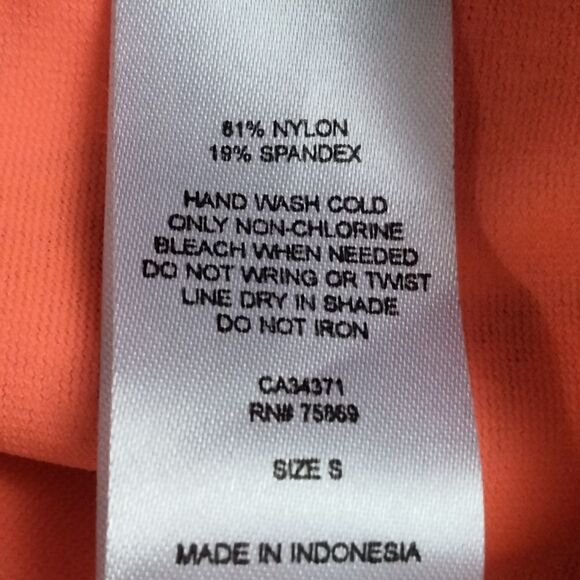 81% NYLON
19% SPANDEX
HAND WASH COLD
ONLY NON-CHLORINE
BLEACH WHEN NEEDED
DO NOT WRING OR TWIST
LINE DRY IN SHADE
DO NOT IRON
CA34371
RN# 75869
SIZE S
MADE IN INDONESIA